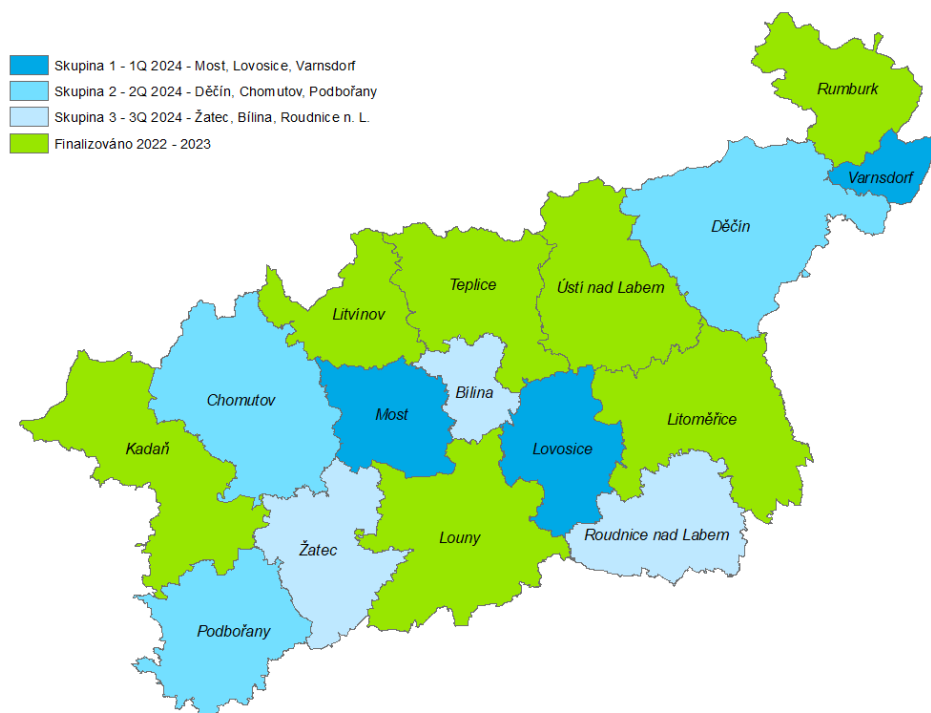 Skupina 1 - 1Q 2024 - Most, Lovosice, Varnsdorf
Skupina 2 - 2Q 2024 - Děčín, Chomutov, Podbořany
Skupina 3 - 3Q 2024 - Žatec, Bílina, Roudnice n. L.
Finalizováno 2022 - 2023
Rumburk
Varnsdorf
Děčín
Teplice
Ústí nad Labem
Litvínov
Chomutov
Bílina
Most
Litoměřice
Kadaň
Lovosice
Roudnice nad Labem
Louny
Žatec
Podbořany